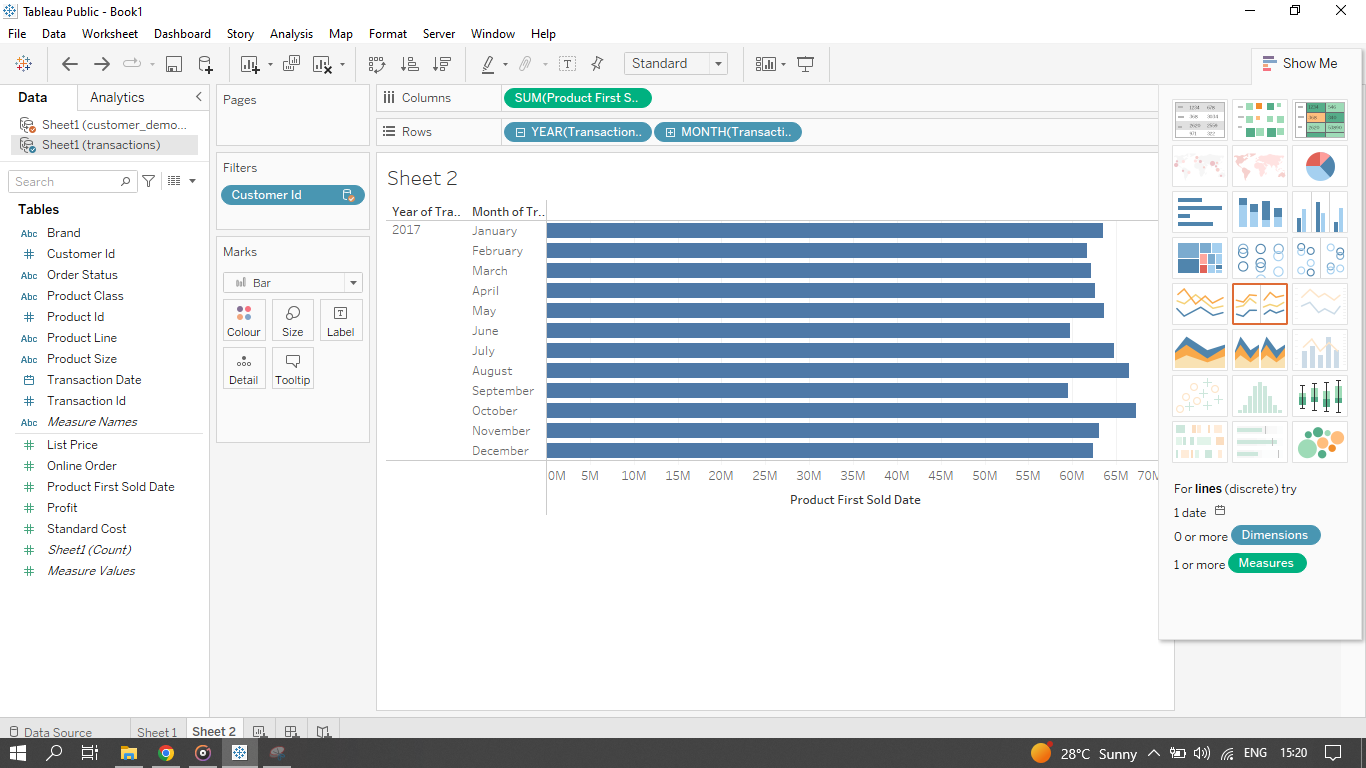 Tableau Public - Book1
File Data Worksheet Dashboard Story Analysis Map Format Server Window Help
Standard
Show Me
Data Analytics
Sheet1 (customer_demo...
Sheet1 (transactions)
Search
Tables
Abc Brand
Customer Id
Abc Order Status
Abc Product Class
Product Id
Abc Product Line
Abc Product Size
Transaction Date
Transaction Id
Abc Measure Names
List Price
Online Order
Product First Sold Date
Profit
Standard Cost
Sheet1 (Count)
Measure Values
Pages
Filters
Customer Id
Marks
Bar
Colour Size Label
Detail Tooltip
Columns SUM(Product First S..
Rows YEAR(Transaction.. MONTH(Transacti..
Sheet 2
Year of Tra.. Month of Tr..
2017 January
February
March
April
May
June
July
August
September
October
November
December
0M 5M 10M 15M 20M 25M 30M 35M 40M 45M 50M 55M 60M 65M 70M
Product First Sold Date
For lines (discrete) try
1 date
0 or more Dimensions
1 or more Measures
Data Source Sheet 1 Sheet 2
28°C Sunny ENG 15:20